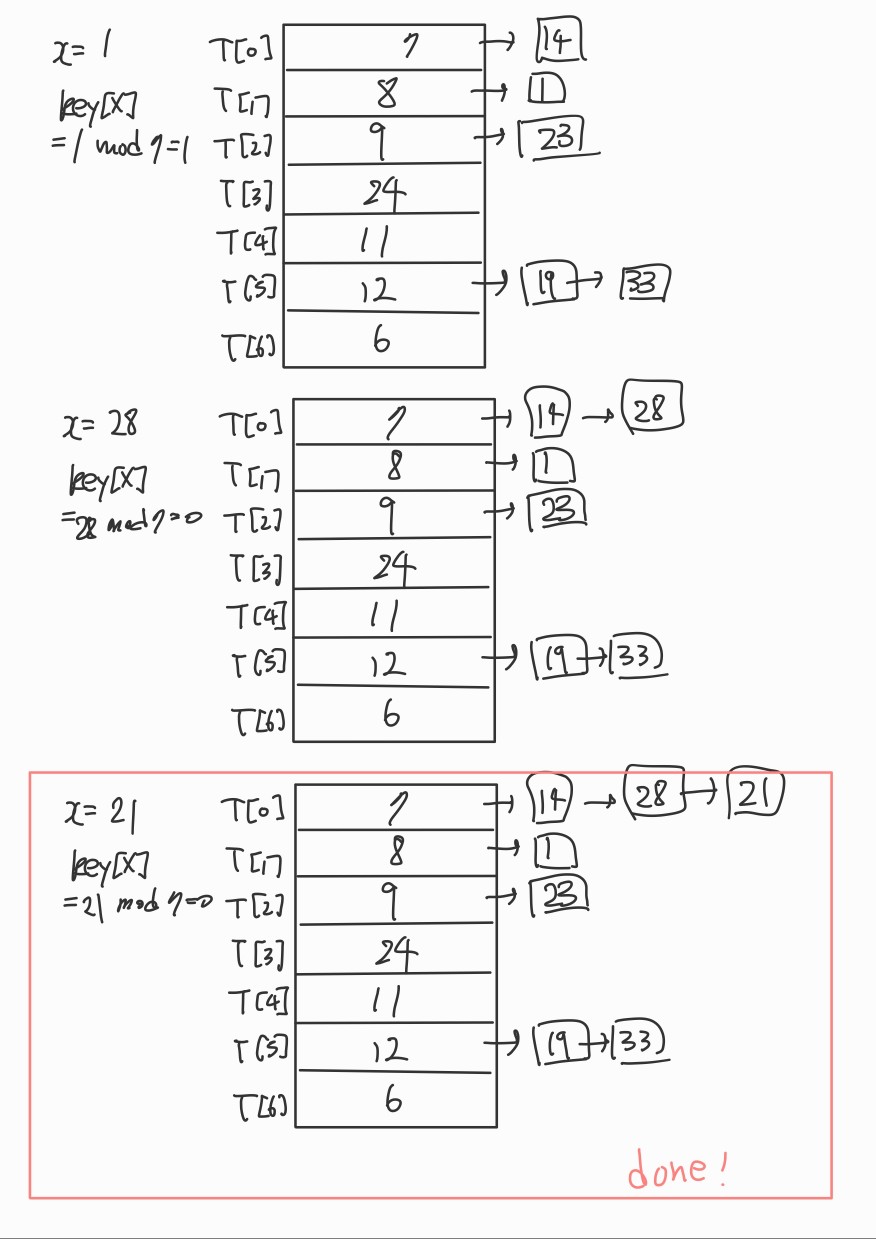 x = 1
key[x]
= 1 mod 7 = 1
T[0] 7 → 14
T[1] 8 → 1
T[2] 9 → 23
T[3] 24
T[4] 11
T[5] 12 → 19 → 33
T[6] 6
x = 28
key[x]
= 28 mod 7 = 0
T[0] 7 → 14 → 28
T[1] 8 → 1
T[2] 9 → 23
T[3] 24
T[4] 11
T[5] 12 → 19 → 33
T[6] 6
x = 21
key[x]
= 21 mod 7 = 0
T[0] 7 → 14 → 28 → 21
T[1] 8 → 1
T[2] 9 → 23
T[3] 24
T[4] 11
T[5] 12 → 19 → 33
T[6] 6
done!